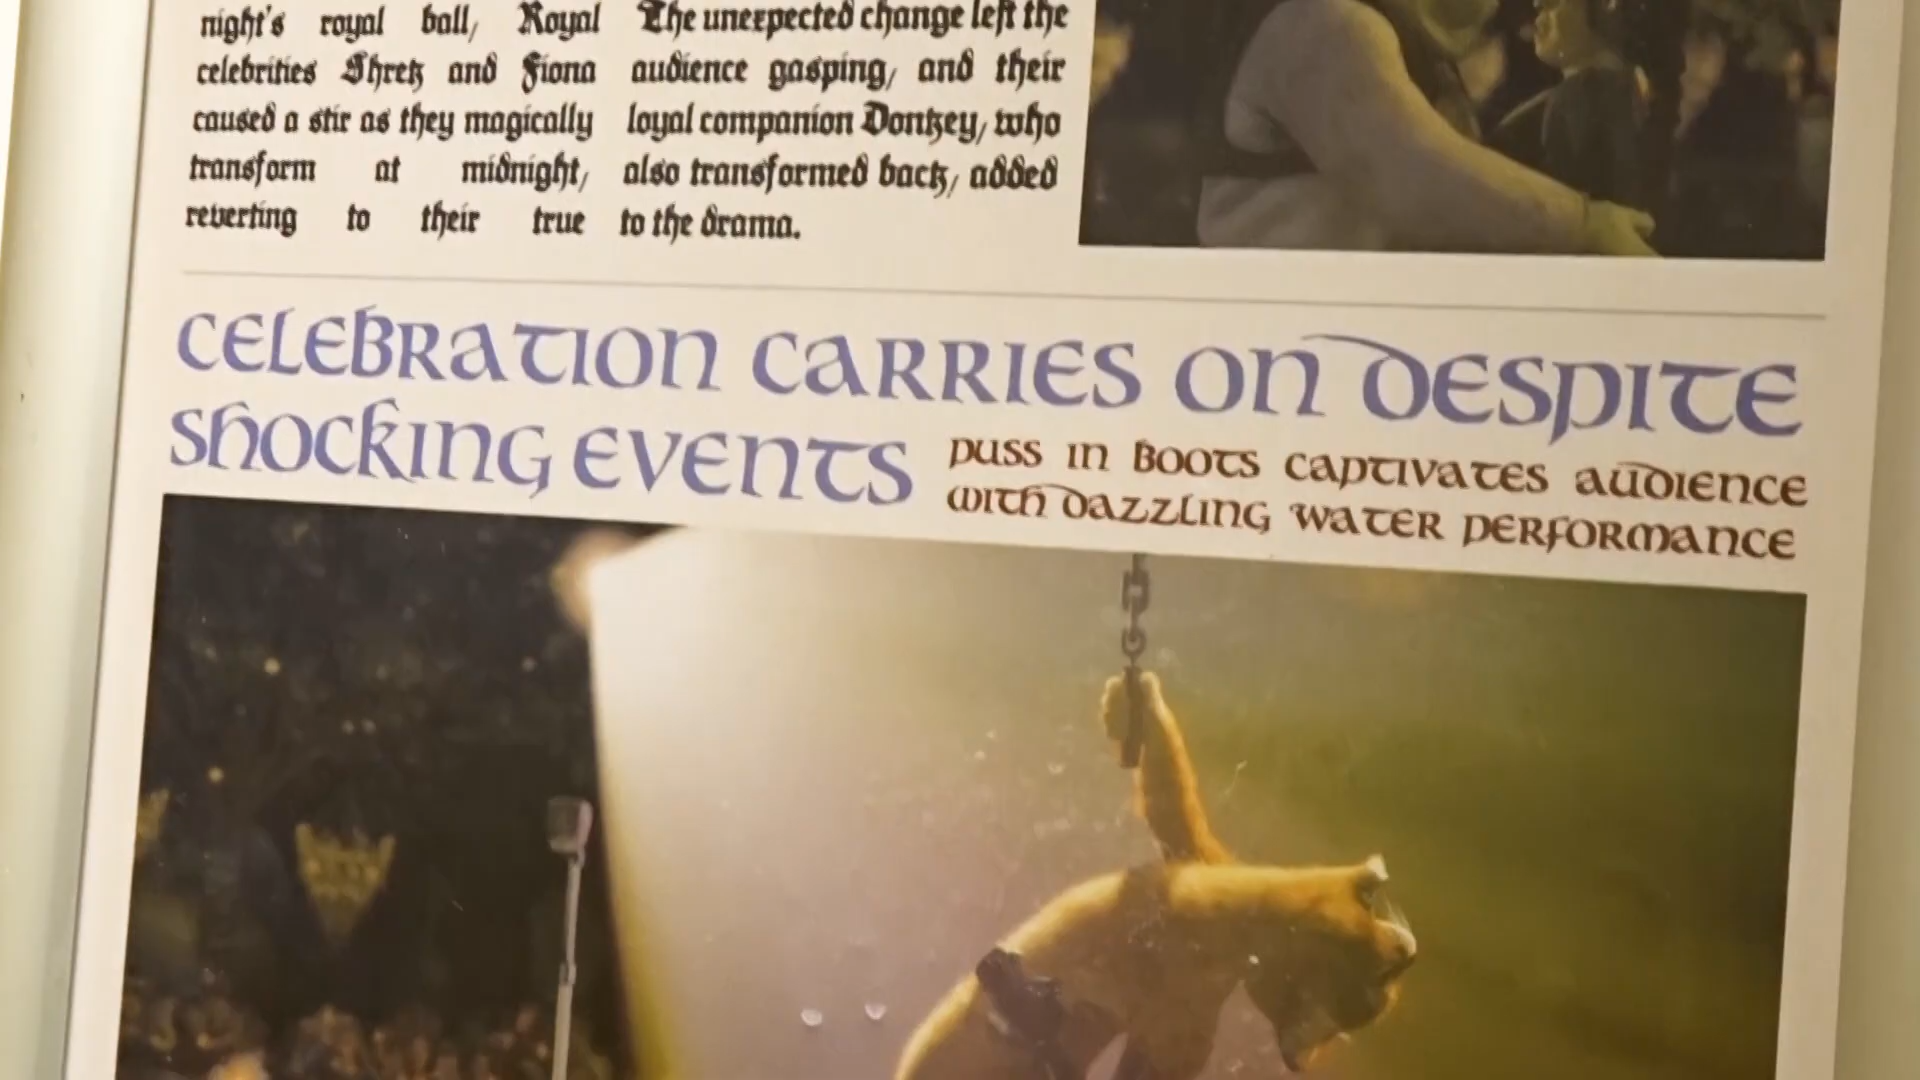 night's royal ball, Royal
celebrities Shrek and Fiona
caused a stir as they magically
transform at midnight,
reverting to their true
The unexpected change left the
audience gasping, and their
loyal companion Donkey, who
also transformed back, added
to the drama.
CELEBRATION CARRIES ON DESPITE
SHOCKING EVENTS
PUSS IN BOOTS CAPTIVATES AUDIENCE
WITH DAZZLING WATER PERFORMANCE